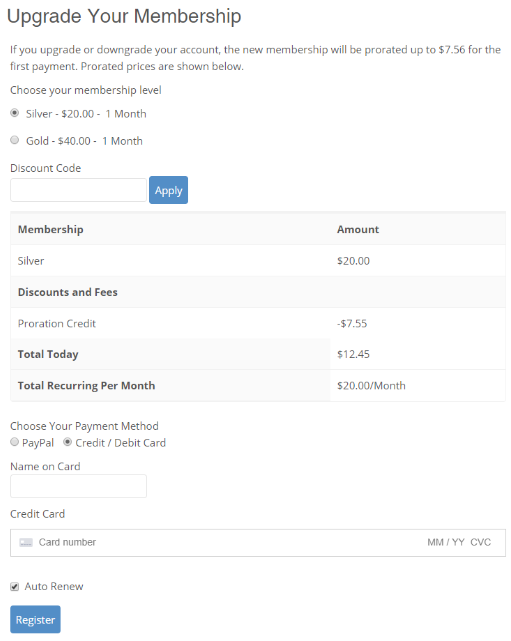 Upgrade Your Membership
If you upgrade or downgrade your account, the new membership will be prorated up to $7.56 for the
first payment. Prorated prices are shown below.
Choose your membership level
Silver - $20.00 - 1 Month
Gold - $40.00 - 1 Month
Discount Code
Apply
Membership Amount
Silver $20.00
Discounts and Fees
Proration Credit -$7.55
Total Today $12.45
Total Recurring Per Month $20.00/Month
Choose Your Payment Method
PayPal Credit / Debit Card
Name on Card
Credit Card
Card number MM / YY CVC
Auto Renew
Register